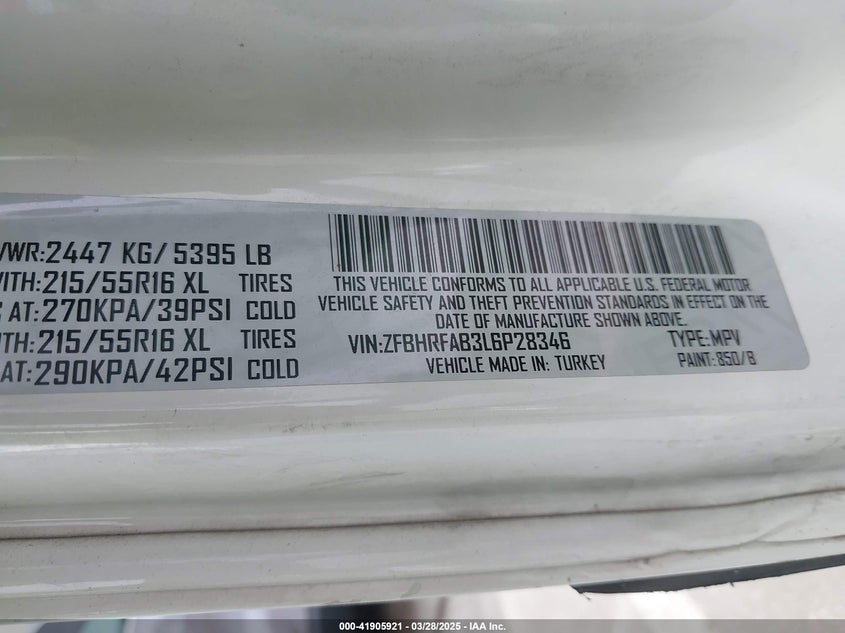 VWR:2447 KG/ 5395 LB
WITH:215/55R16 XL TIRES
AT:270KPA/39PSI COLD
ITH:215/55R16 XL TIRES
AT:290KPA/42PSI COLD
THIS VEHICLE CONFORMS TO ALL APPLICABLE U.S. FEDERAL MOTOR
VEHICLE SAFETY AND THEFT PREVENTION STANDARDS IN EFFECT ON THE
DATE OF MANUFACTURE SHOWN ABOVE.
VIN:ZFBHRFAB3L6P28346 TYPE:MPV
VEHICLE MADE IN: TURKEY PAINT: 850/B
000-41905921 | 03/28/2025 – © IAA Inc.